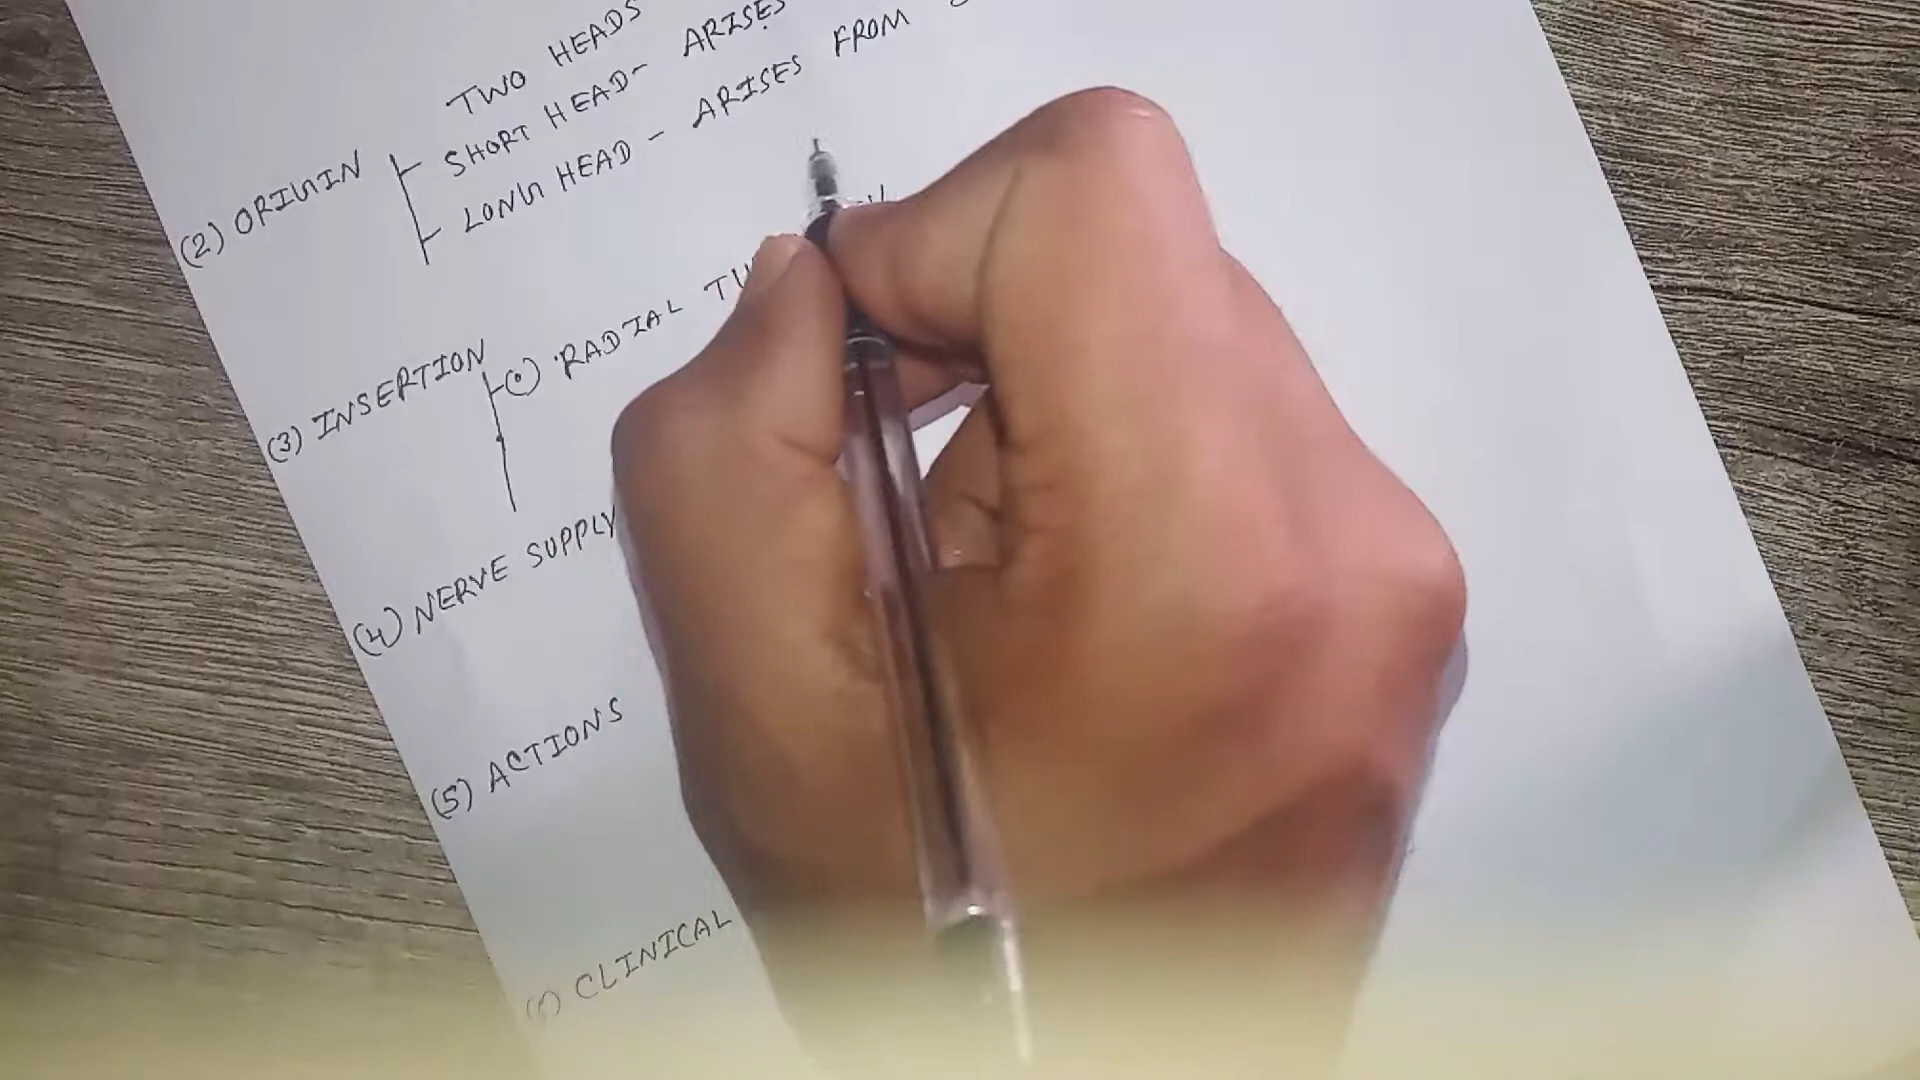 TWO HEADS
SHORT HEAD- ARISES
(2) ORIGIN
LONG HEAD - ARISES FROM
RADIAL
(3) INSERTION
(4) NERVE SUPPLY
(5) ACTIONS
CLINICAL